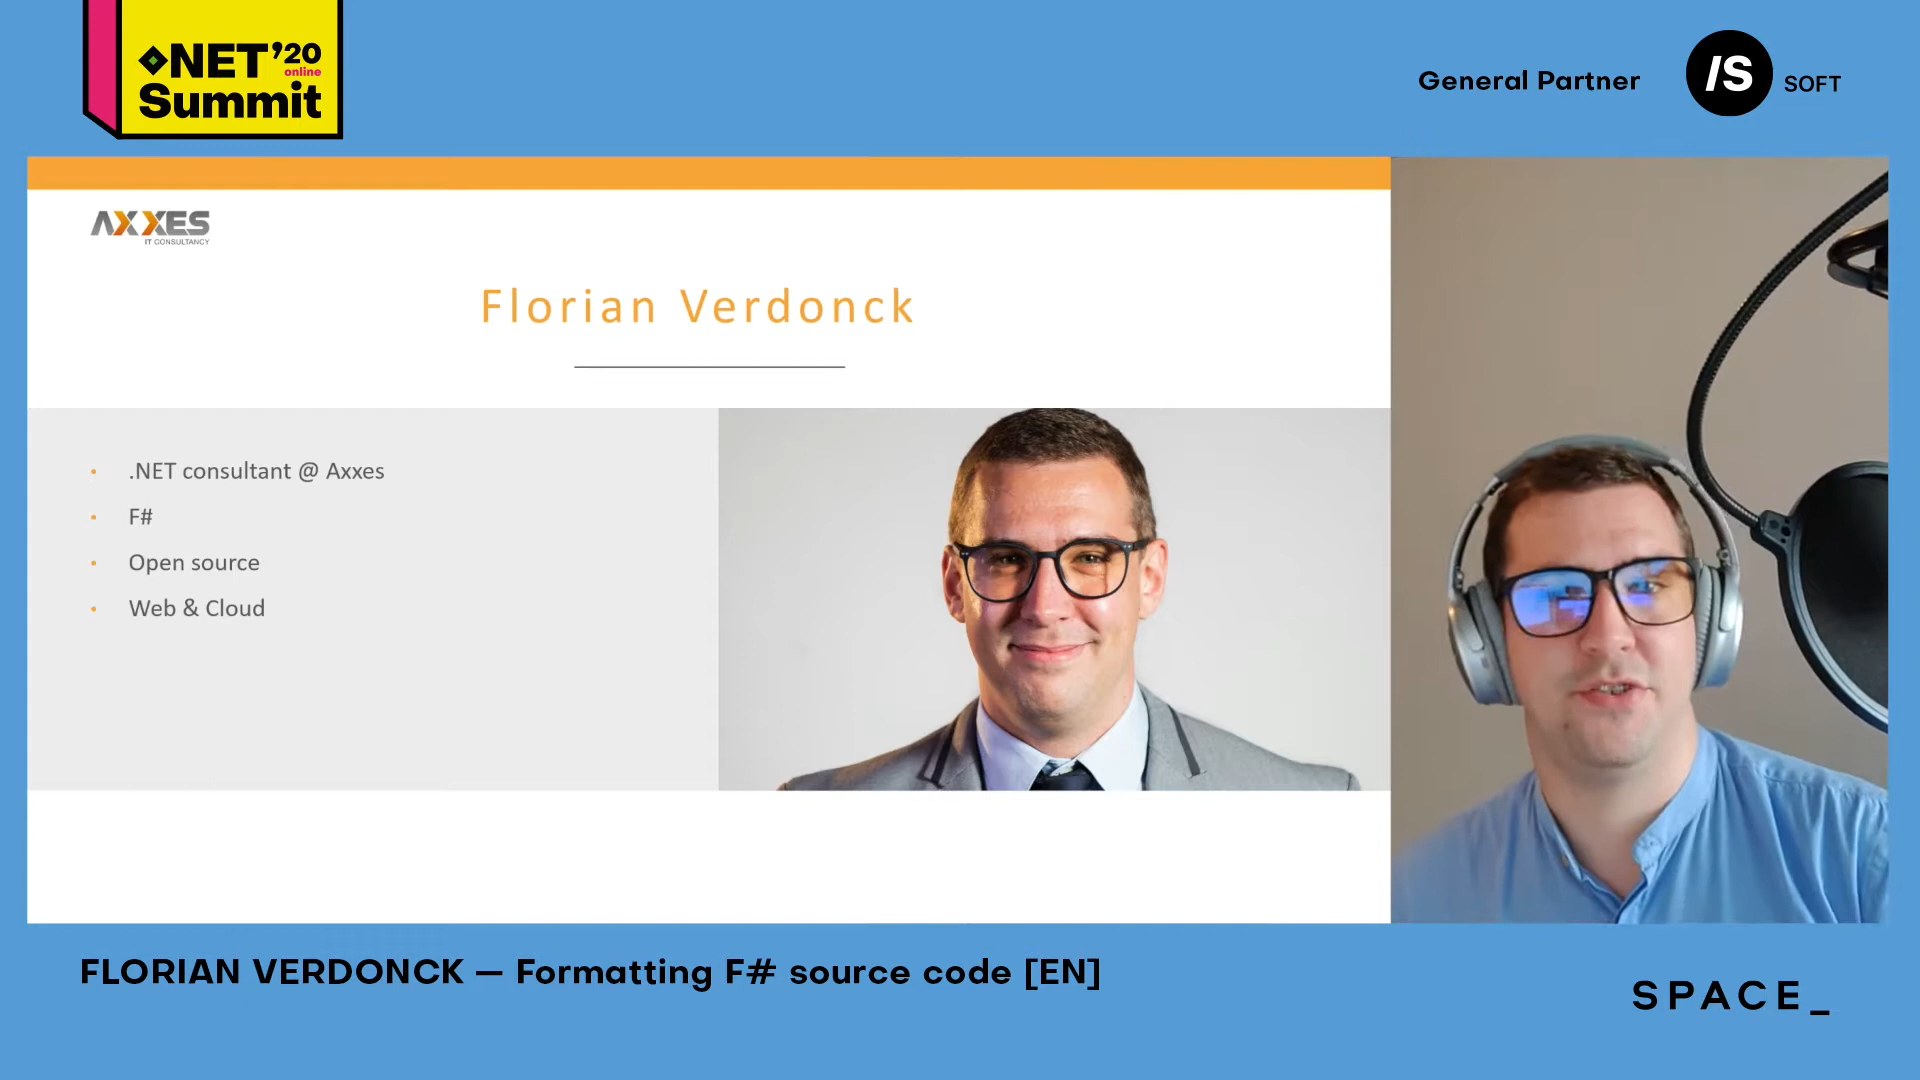 .NET'20
online
Summit
General Partner
IS
SOFT
AXXES
IT CONSULTANCY
Florian Verdonck
.NET consultant @ Axxes
F#
Open source
Web & Cloud
FLORIAN VERDONCK — Formatting F# source code [EN]
SPACE_